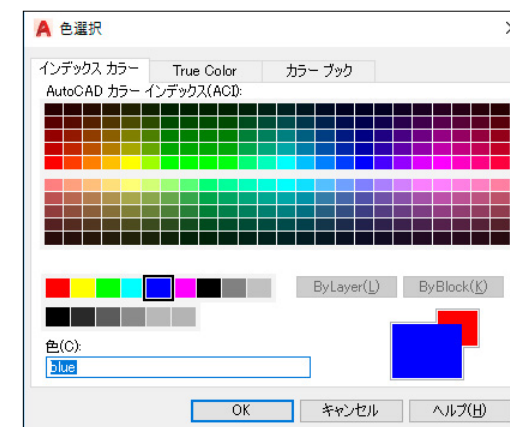 色選択
インデックス カラー True Color カラー ブック
AutoCAD カラー インデックス(ACI):
ByLayer(L) ByBlock(K)
色(C):
blue
OK キャンセル ヘルプ(H)